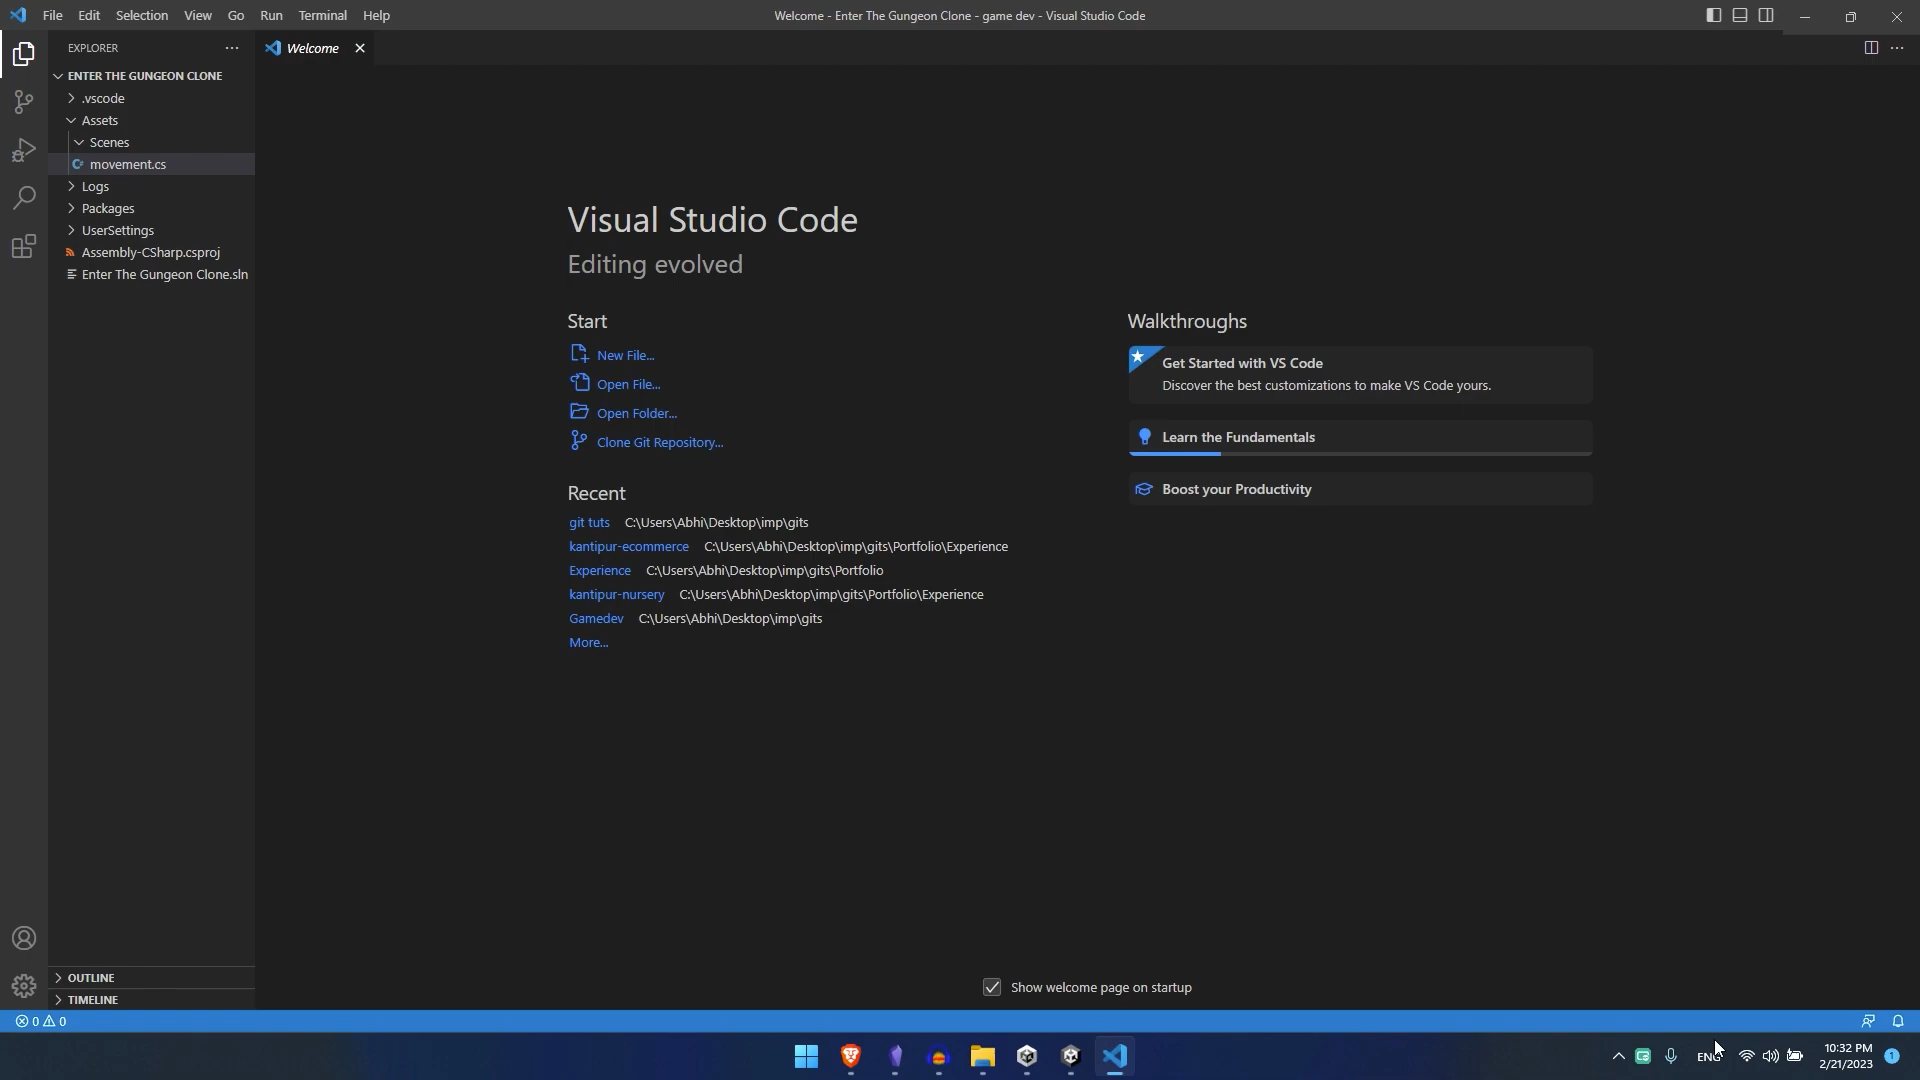 File Edit Selection View Go Run Terminal Help
Welcome - Enter The Gungeon Clone - game dev - Visual Studio Code
EXPLORER
Welcome
ENTER THE GUNGEON CLONE
.vscode
Assets
Scenes
movement.cs
Logs
Packages
UserSettings
Assembly-CSharp.csproj
Enter The Gungeon Clone.sln
OUTLINE
TIMELINE
Visual Studio Code
Editing evolved
Start
New File...
Open File...
Open Folder...
Clone Git Repository...
Recent
git tuts C:\Users\Abhi\Desktop\imp\gits
kantipur-ecommerce C:\Users\Abhi\Desktop\imp\gits\Portfolio\Experience
Experience C:\Users\Abhi\Desktop\imp\gits\Portfolio
kantipur-nursery C:\Users\Abhi\Desktop\imp\gits\Portfolio\Experience
Gamedev C:\Users\Abhi\Desktop\imp\gits
More...
Walkthroughs
Get Started with VS Code
Discover the best customizations to make VS Code yours.
Learn the Fundamentals
Boost your Productivity
Show welcome page on startup
0 0
ENG
10:32 PM
2/21/2023
1